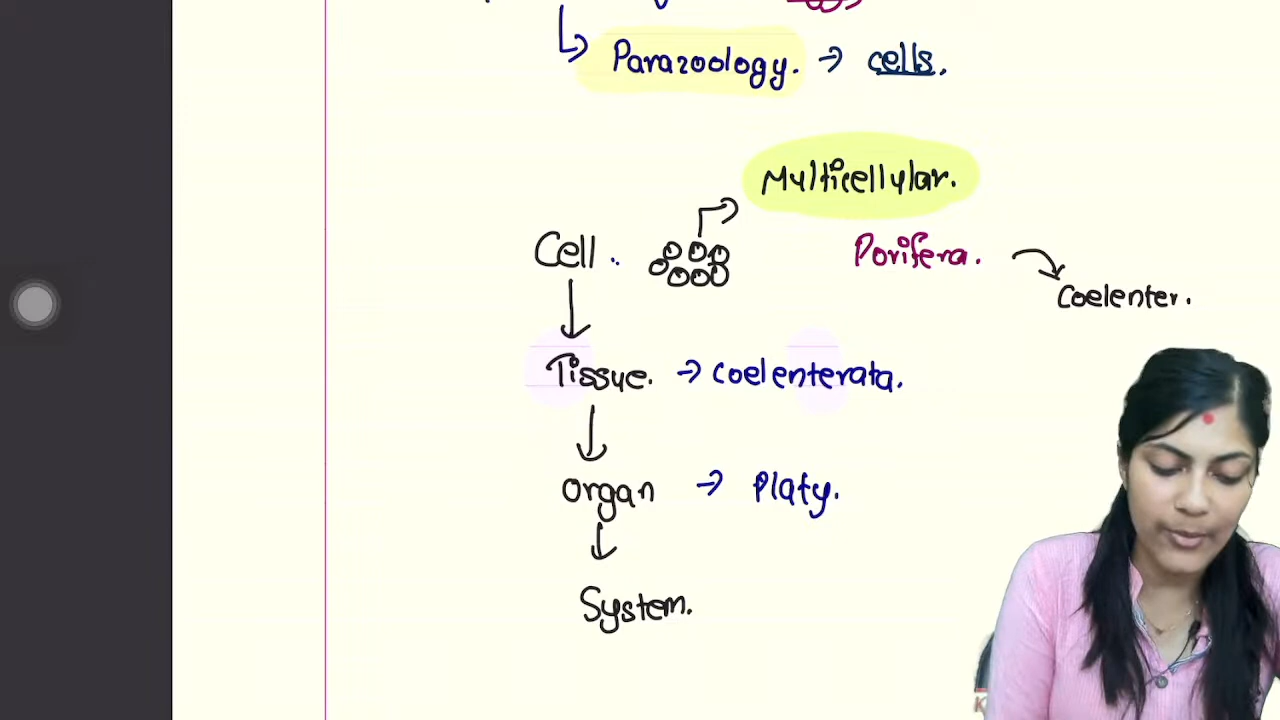 Parazoology. → cells.
Multicellular.
Cell
Porifera.
Coelenter.
Tissue. → coelenterata.
Organ → Platy.
System.